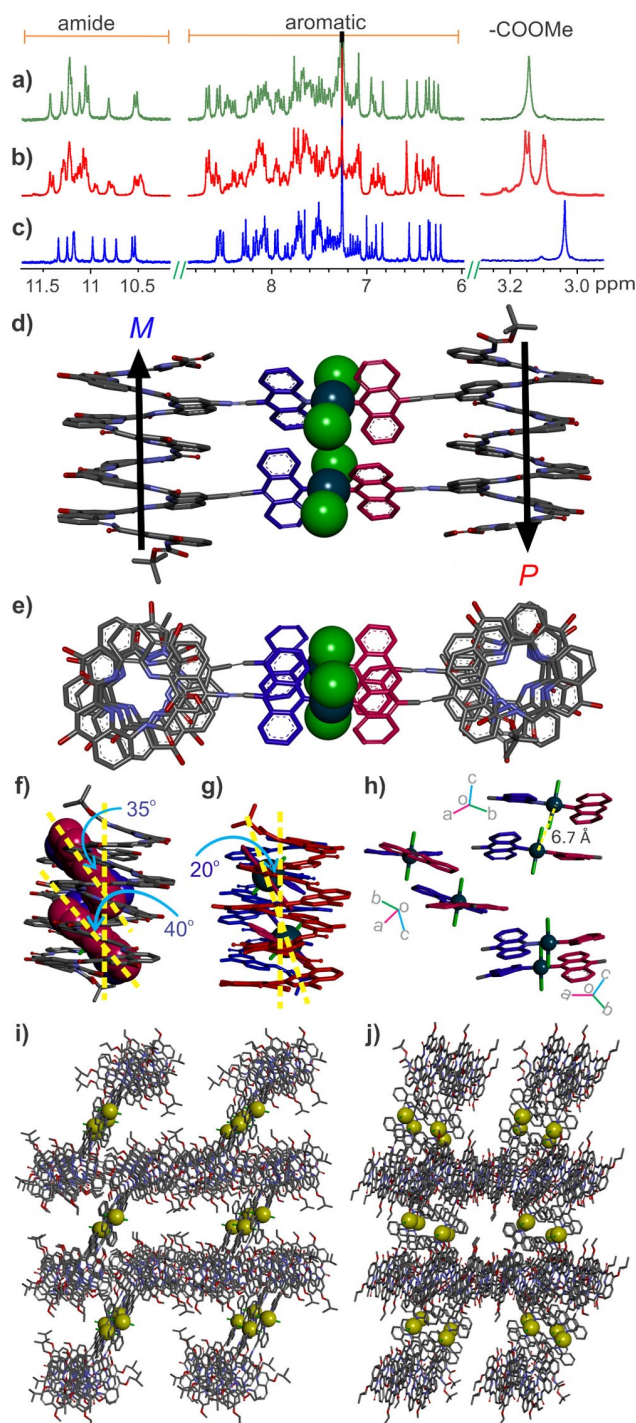 amide aromatic -COOMe
a)
b)
c)
11.5 11 10.5 8 7 6 3.2 3.0 ppm
d)
M
P
e)
f) 35° g) h)
c
a o b
6.7 Å
20°
b o
a c
40°
c
a o b
i) j)